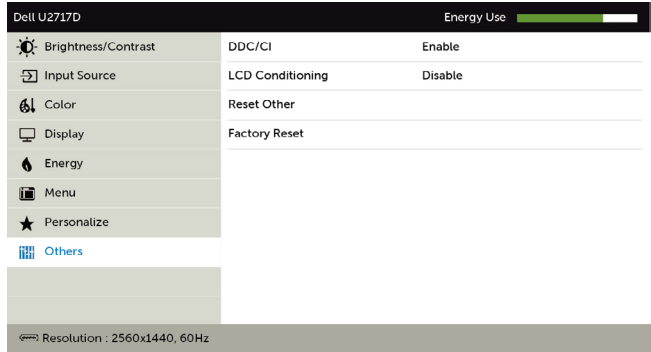 Dell U2717D
Energy Use
Brightness/Contrast
Input Source
Color
Display
Energy
Menu
Personalize
Others
DDC/CI Enable
LCD Conditioning Disable
Reset Other
Factory Reset
Resolution : 2560x1440, 60Hz